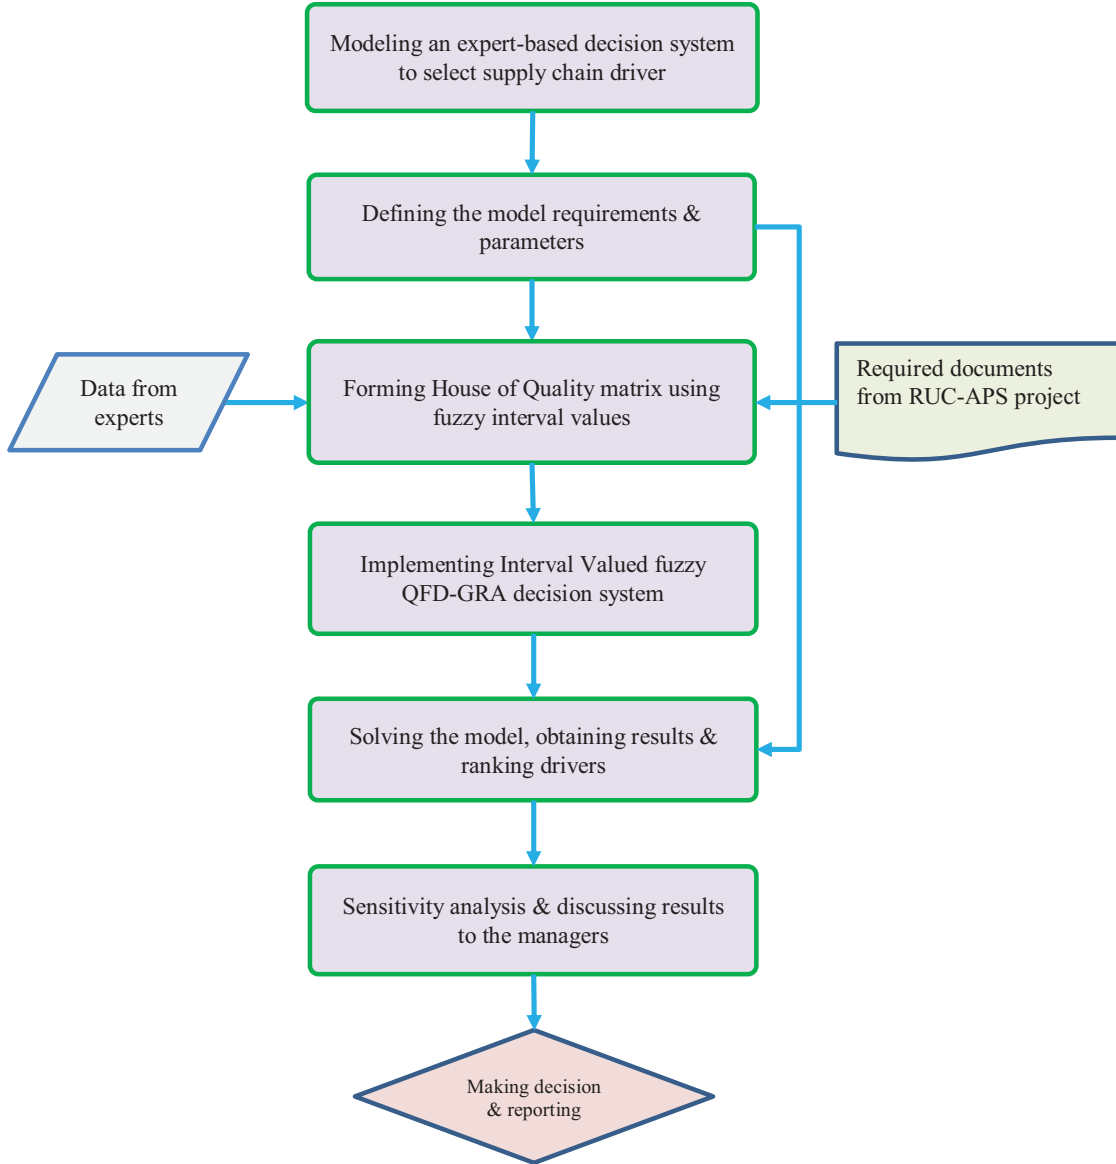 Modeling an expert-based decision system
to select supply chain driver
Defining the model requirements &
parameters
Data from
experts
Forming House of Quality matrix using
fuzzy interval values
Required documents
from RUC-APS project
Implementing Interval Valued fuzzy
QFD-GRA decision system
Solving the model, obtaining results &
ranking drivers
Sensitivity analysis & discussing results
to the managers
Making decision
& reporting